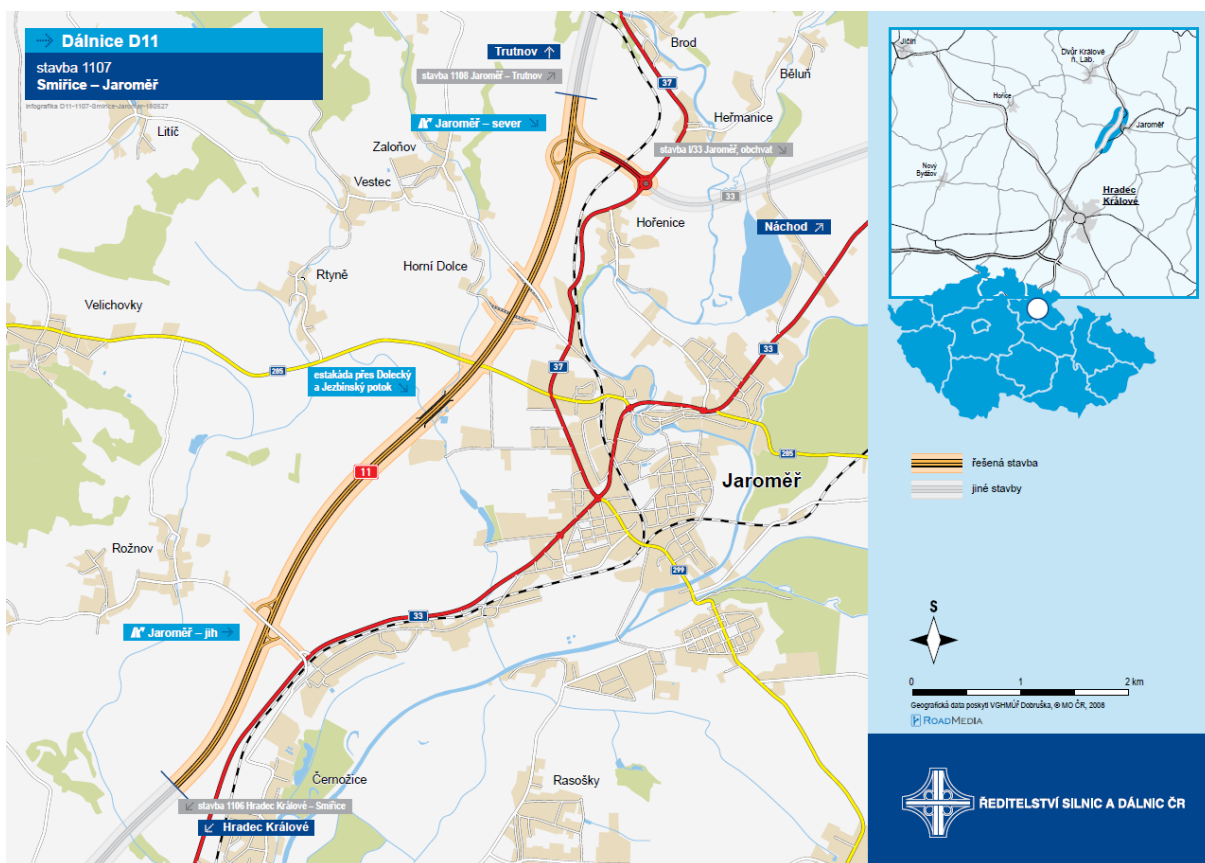 Dálnice D11
stavba 1107
Smiřice – Jaroměř
Infografika D11-1107-Smirice-Jaromer-180527
Trutnov
stavba 1108 Jaroměř – Trutnov
Jaroměř – sever
Brod
Běluň
37
Heřmanice
stavba I/33 Jaroměř, obchvat
Litíč
Zaloňov
Vestec
33
Hořenice
Náchod
Rtyně
Horní Dolce
Velichovky
285
estakáda přes Dolecký
a Jezbinský potok
37
33
285
11
Jaroměř
Rožnov
299
33
Jaroměř – jih
Černožice
Rasošky
stavba 1106 Hradec Králové – Smiřice
Hradec Králové
Jičín
Dvůr Králové
n. Lab.
Hořice
Jaroměř
Nový
Bydžov
Hradec
Králové
řešená stavba
jiné stavby
S
0 1 2 km
Geografická data poskytl VGHMÚř Dobruška, © MO ČR, 2008
ROADMEDIA
ŘEDITELSTVÍ SILNIC A DÁLNIC ČR